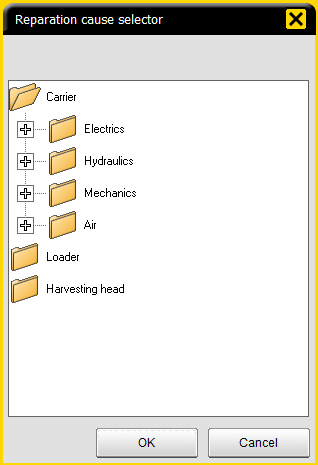 Reparation cause selector
Carrier
Electrics
Hydraulics
Mechanics
Air
Loader
Harvesting head
OK Cancel